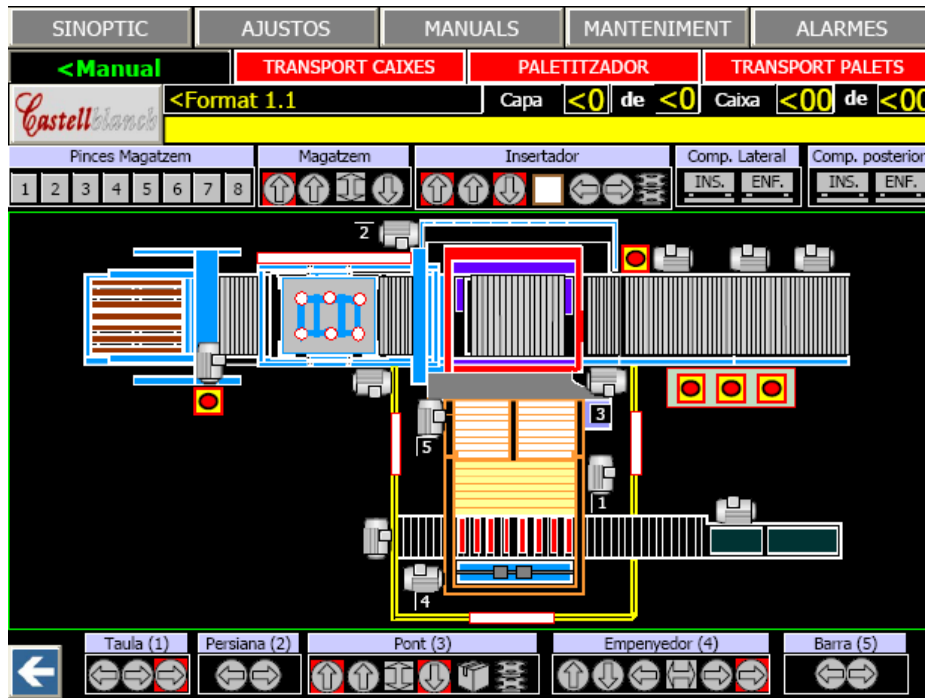 SINOPTIC AJUSTOS MANUALS MANTENIMENT ALARMES
<Manual TRANSPORT CAIXES PALETITZADOR TRANSPORT PALETS
Castellblanch <Format 1.1 Capa <0 de <0 Caixa <00 de <00
Pinces Magatzem Magatzem Insertador Comp. Lateral Comp. posterior
1 2 3 4 5 6 7 8 INS. ENF. INS. ENF.
2
3
5
1
4
Taula (1) Persiana (2) Pont (3) Empenyedor (4) Barra (5)